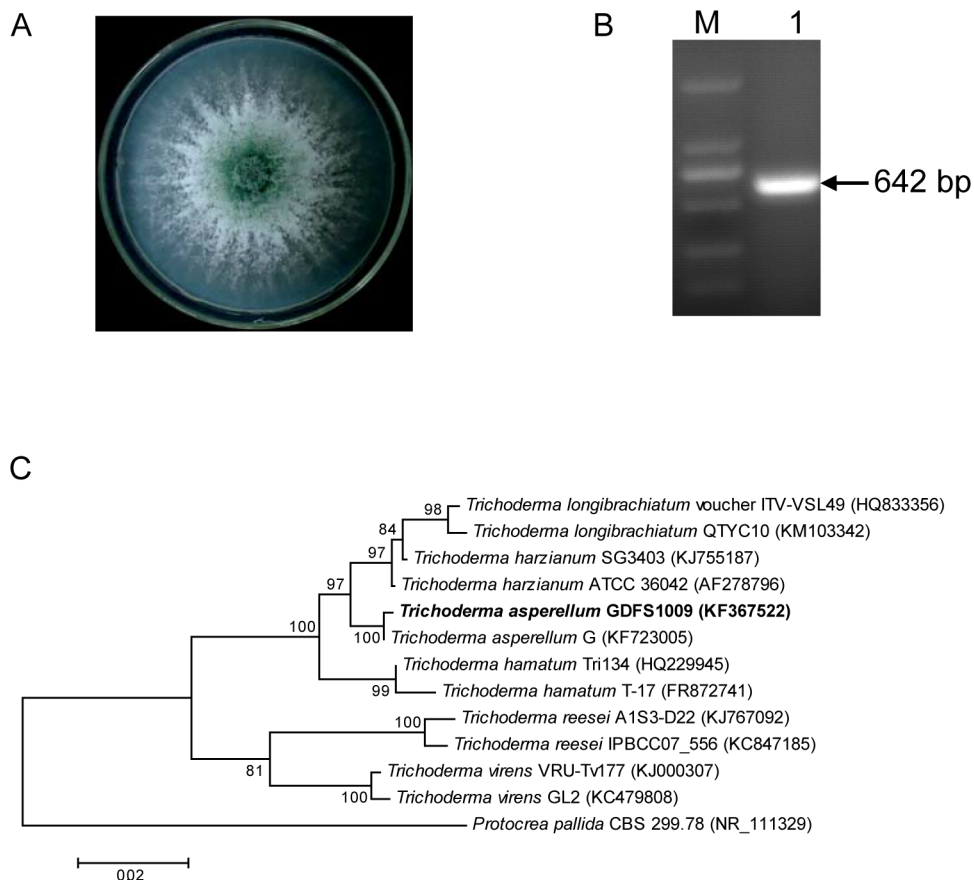 A
B
M 1
642 bp
C
98
Trichoderma longibrachiatum voucher ITV-VSL49 (HQ833356)
84
Trichoderma longibrachiatum QTYC10 (KM103342)
97
Trichoderma harzianum SG3403 (KJ755187)
97
Trichoderma harzianum ATCC 36042 (AF278796)
Trichoderma asperellum GDFS1009 (KF367522)
100
100
Trichoderma asperellum G (KF723005)
Trichoderma hamatum Tri134 (HQ229945)
99
Trichoderma hamatum T-17 (FR872741)
100
Trichoderma reesei A1S3-D22 (KJ767092)
Trichoderma reesei IPBCC07_556 (KC847185)
81
Trichoderma virens VRU-Tv177 (KJ000307)
100
Trichoderma virens GL2 (KC479808)
Protocrea pallida CBS 299.78 (NR_111329)
002